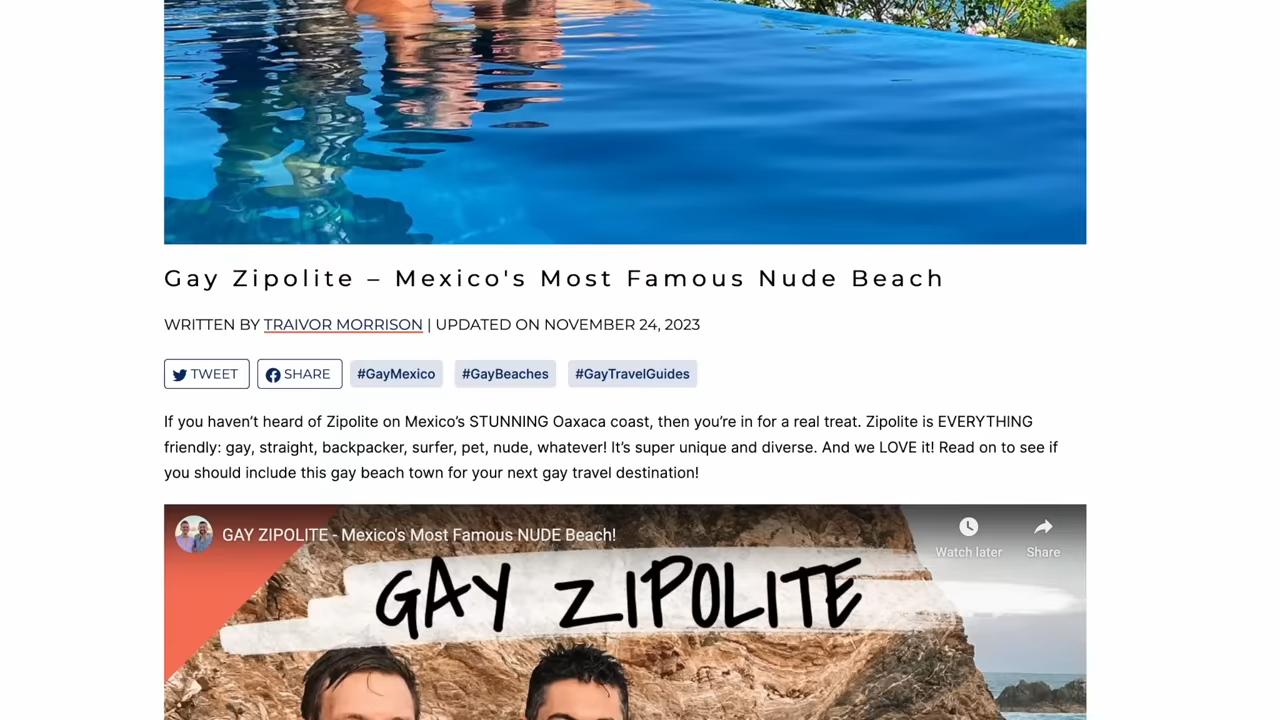 Gay Zipolite – Mexico's Most Famous Nude Beach
WRITTEN BY TRAIVOR MORRISON | UPDATED ON NOVEMBER 24, 2023
TWEET SHARE #GayMexico #GayBeaches #GayTravelGuides
If you haven’t heard of Zipolite on Mexico’s STUNNING Oaxaca coast, then you’re in for a real treat. Zipolite is EVERYTHING
friendly: gay, straight, backpacker, surfer, pet, nude, whatever! It’s super unique and diverse. And we LOVE it! Read on to see if
you should include this gay beach town for your next gay travel destination!
GAY ZIPOLITE - Mexico's Most Famous NUDE Beach!
Watch later Share
GAY ZIPOLITE